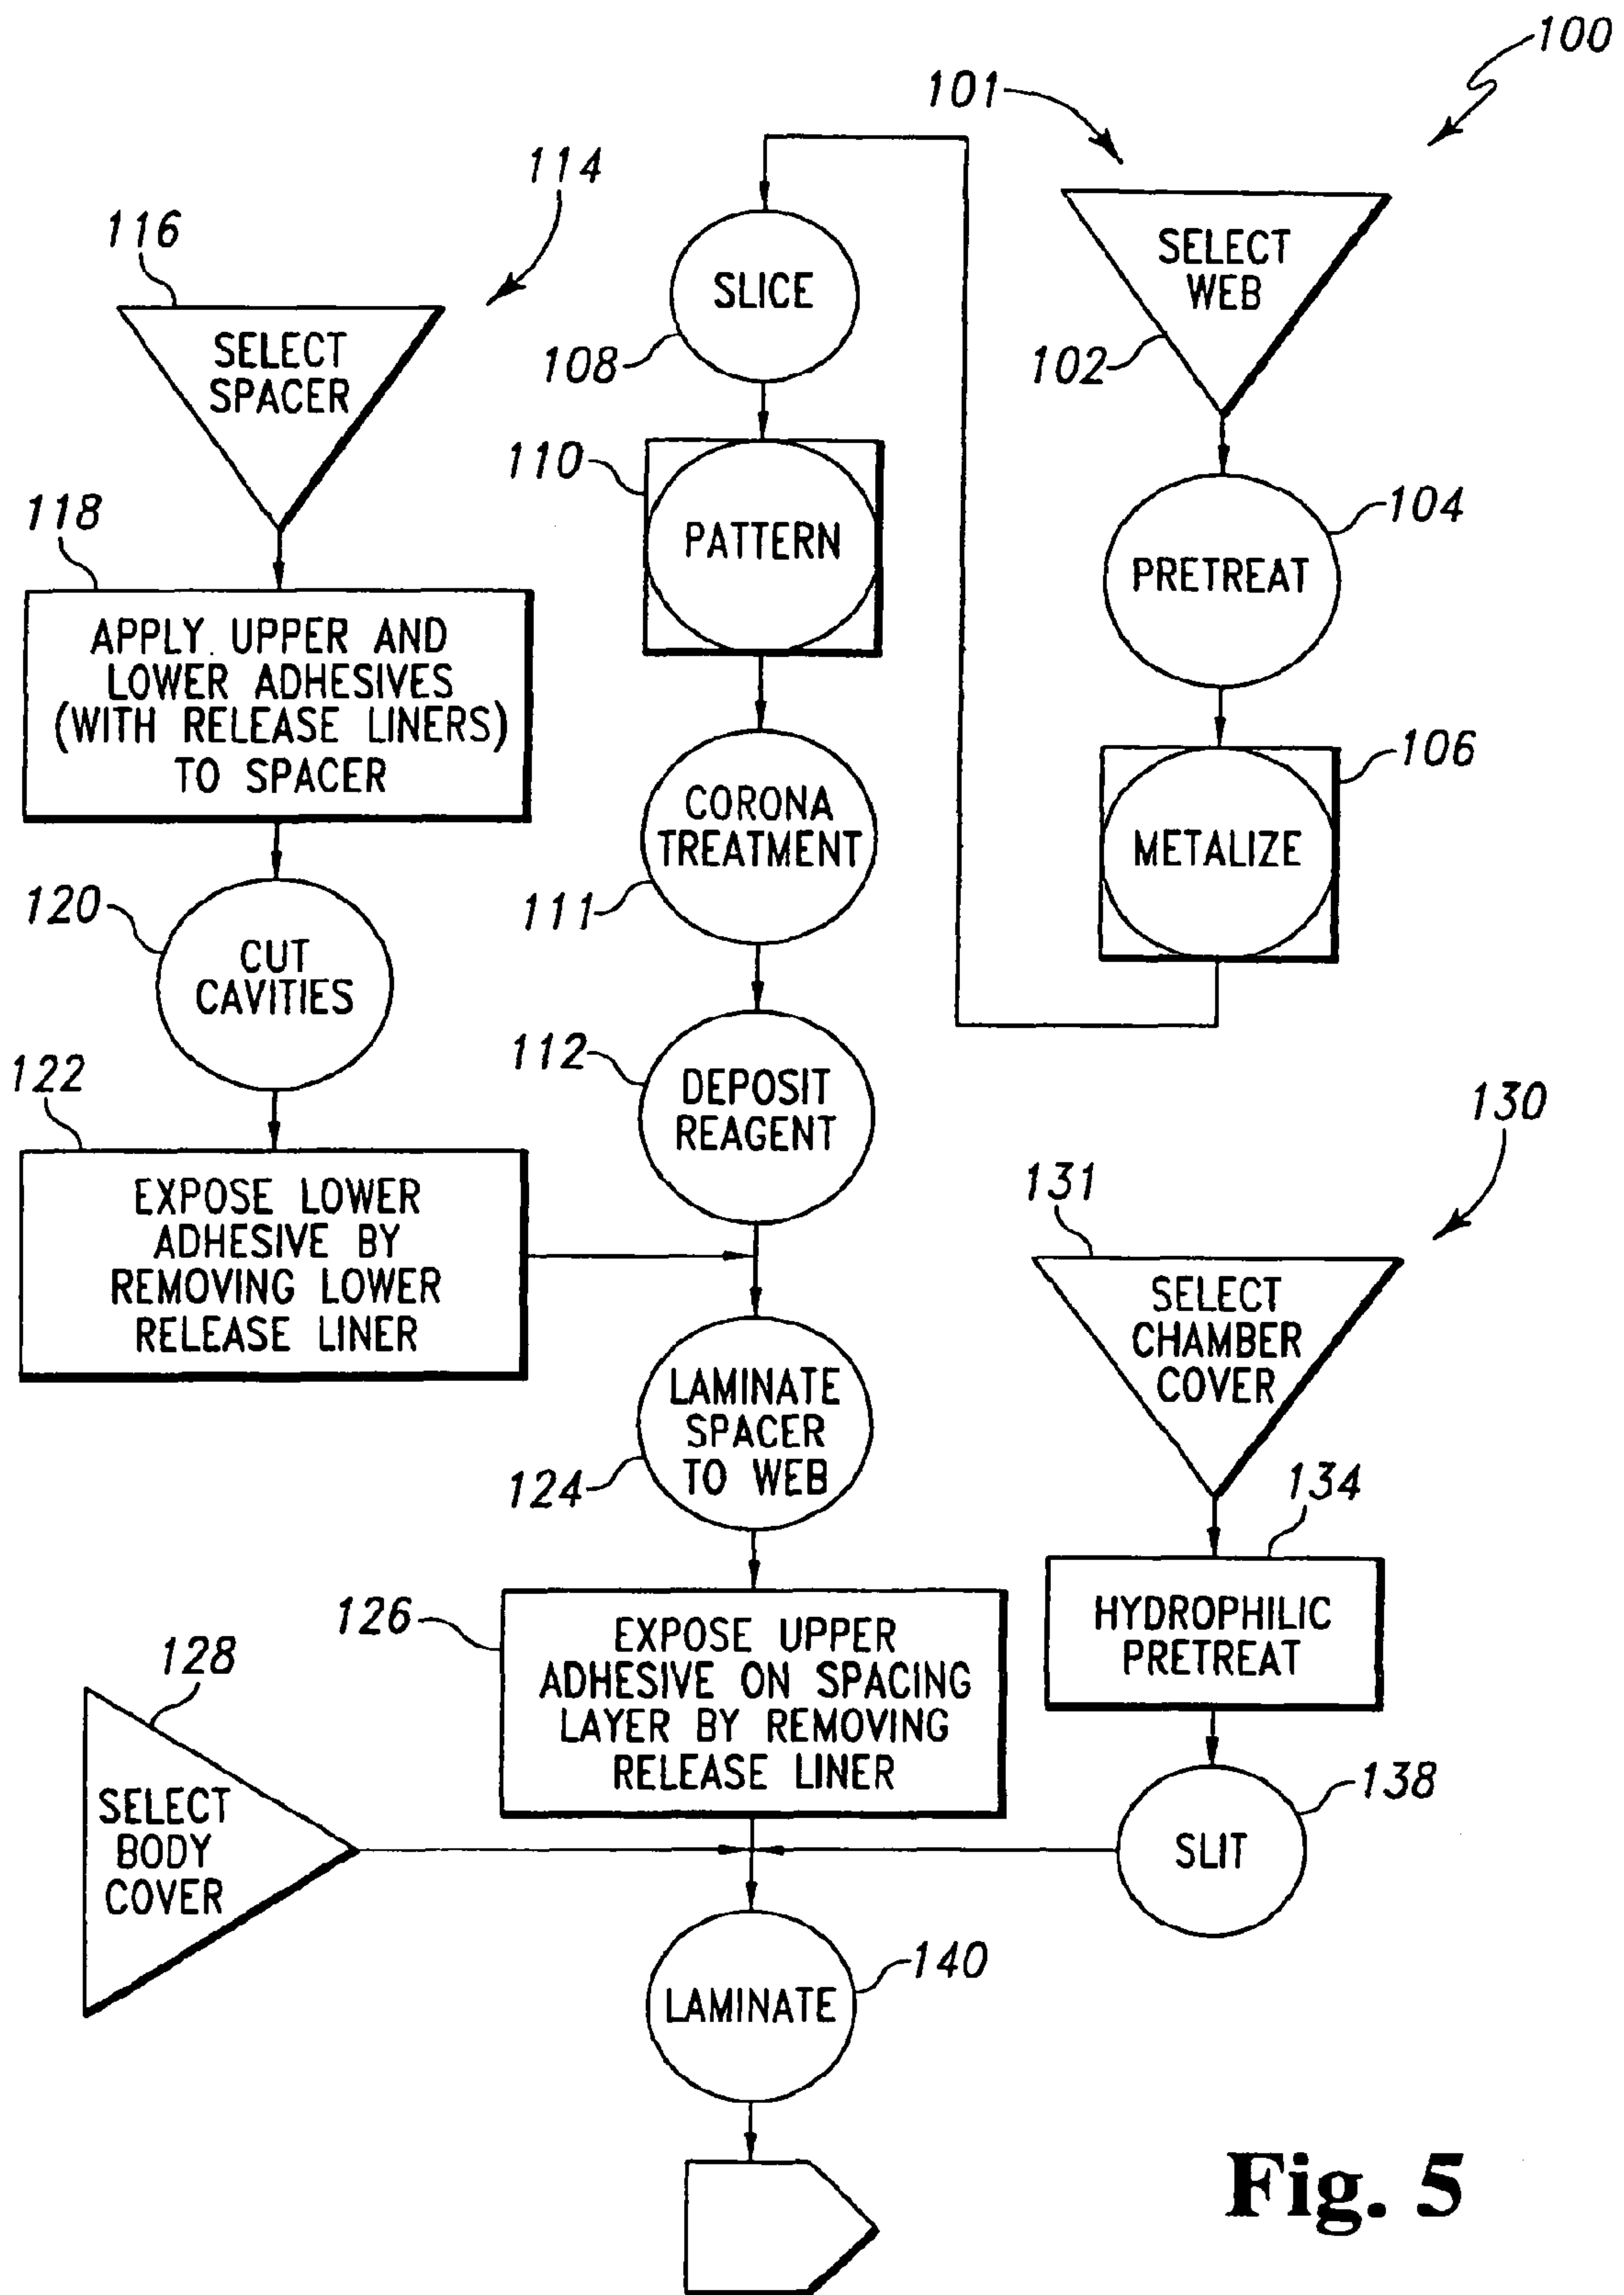 100
101
114
116
SELECT
SPACER
SLICE
108
SELECT
WEB
102
110
PATTERN
104
PRETREAT
118
APPLY UPPER AND
LOWER ADHESIVES
(WITH RELEASE LINERS)
TO SPACER
CORONA
TREATMENT
111
106
METALIZE
120
CUT
CAVITIES
112
DEPOSIT
REAGENT
122
EXPOSE LOWER
ADHESIVE BY
REMOVING LOWER
RELEASE LINER
130
131
SELECT
CHAMBER
COVER
LAMINATE
SPACER
TO WEB
124
134
HYDROPHILIC
PRETREAT
126
EXPOSE UPPER
ADHESIVE ON SPACING
LAYER BY REMOVING
RELEASE LINER
128
SELECT
BODY
COVER
138
SLIT
140
LAMINATE
Fig. 5